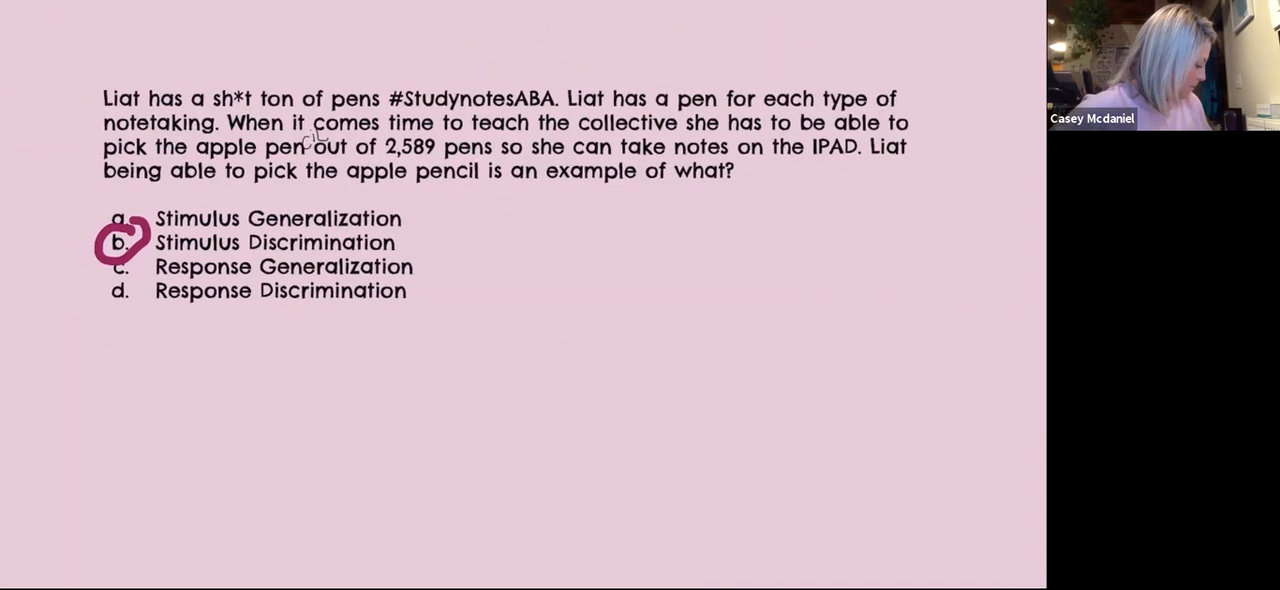 Liat has a sh*t ton of pens #StudynotesABA. Liat has a pen for each type of
notetaking. When it comes time to teach the collective she has to be able to
cil
pick the apple pen out of 2,589 pens so she can take notes on the IPAD. Liat
being able to pick the apple pencil is an example of what?
a. Stimulus Generalization
b. Stimulus Discrimination
c. Response Generalization
d. Response Discrimination
Casey Mcdaniel